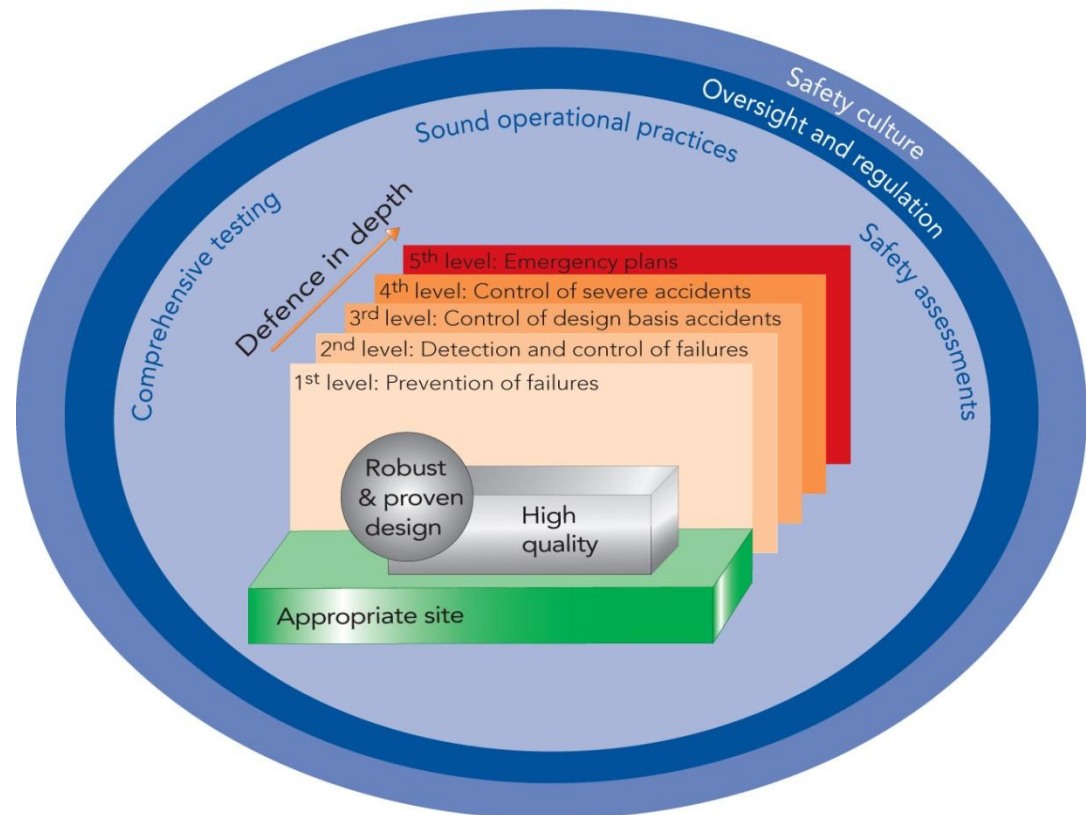 Safety culture
Oversight and regulation
Sound operational practices
Comprehensive testing
Safety assessments
Defence in depth
5th level: Emergency plans
4th level: Control of severe accidents
3rd level: Control of design basis accidents
2nd level: Detection and control of failures
1st level: Prevention of failures
Robust
& proven
design
High
quality
Appropriate site